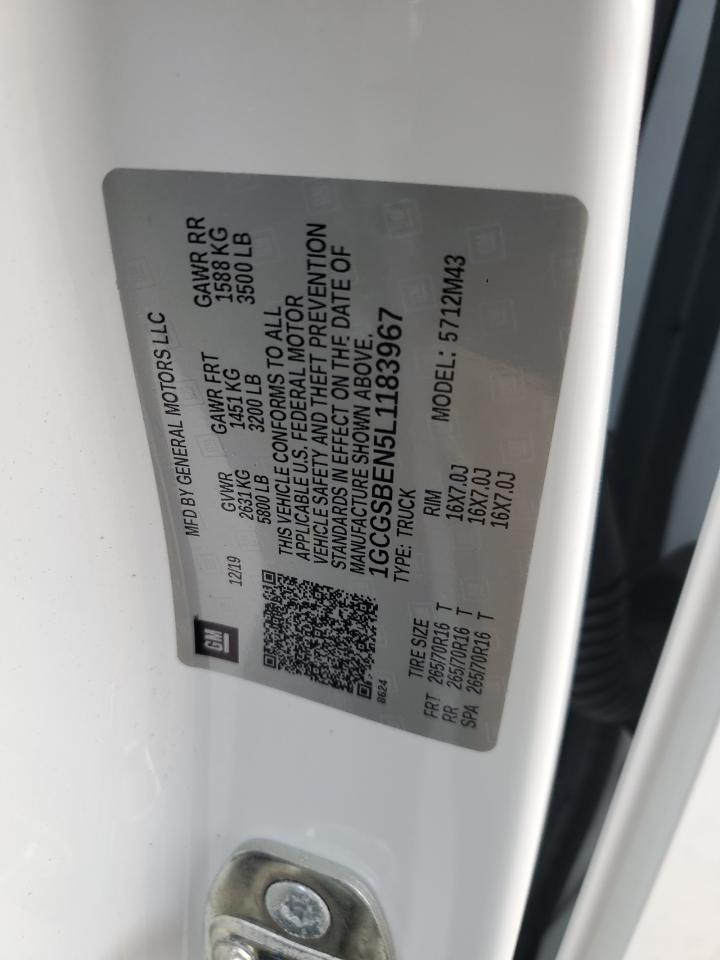 MFD BY GENERAL MOTORS LLC
GM
12/19
GVWR
2631 KG
5800 LB
GAWR FRT
1451 KG
3200 LB
GAWR RR
1588 KG
3500 LB
THIS VEHICLE CONFORMS TO ALL
APPLICABLE U.S. FEDERAL MOTOR
VEHICLE SAFETY AND THEFT PREVENTION
STANDARDS IN EFFECT ON THE DATE OF
MANUFACTURE SHOWN ABOVE.
1GCGSBEN5L1183967
8624
TYPE: TRUCK
MODEL: 5712M43
TIRE SIZE RIM
FRT 265/70R16 T 16X7.0J
RR 265/70R16 T 16X7.0J
SPA 265/70R16 T 16X7.0J